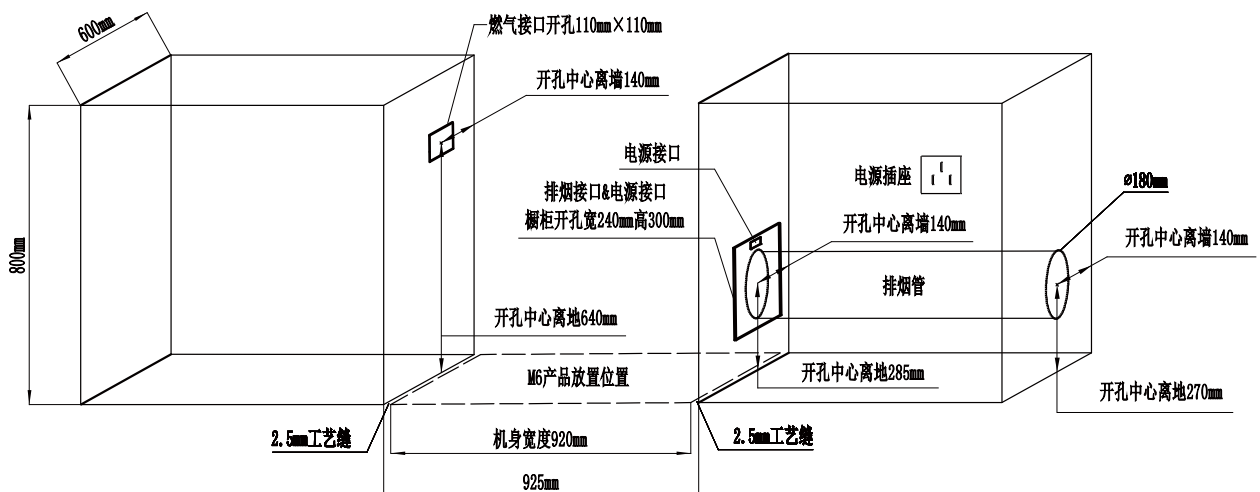 600mm
燃气接口开孔110mm×110mm
开孔中心离墙140mm
电源接口
排烟接口&电源接口
橱柜开孔宽240mm高300mm
电源插座
ø180mm
开孔中心离墙140mm
开孔中心离墙140mm
800mm
排烟管
开孔中心离地640mm
M6产品放置位置
开孔中心离地285mm
开孔中心离地270mm
2.5mm工艺缝
机身宽度920mm
2.5mm工艺缝
925mm